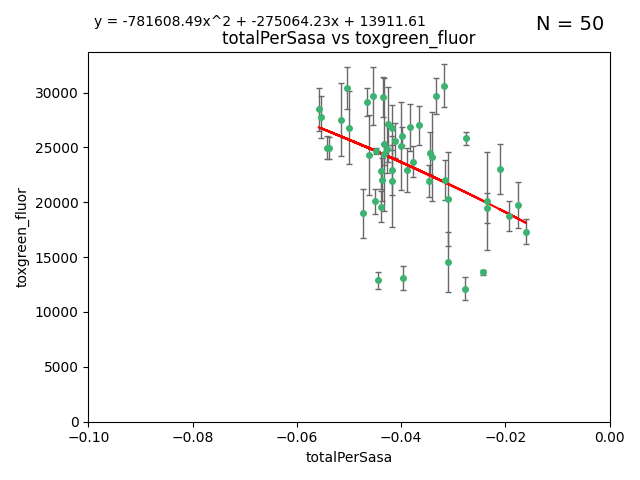 y = -781608.49x^2 + -275064.23x + 13911.61
N = 50
totalPerSasa vs toxgreen_fluor
toxgreen_fluor
30000
25000
20000
15000
10000
5000
0
−0.10 −0.08 −0.06 −0.04 −0.02 0.00
totalPerSasa